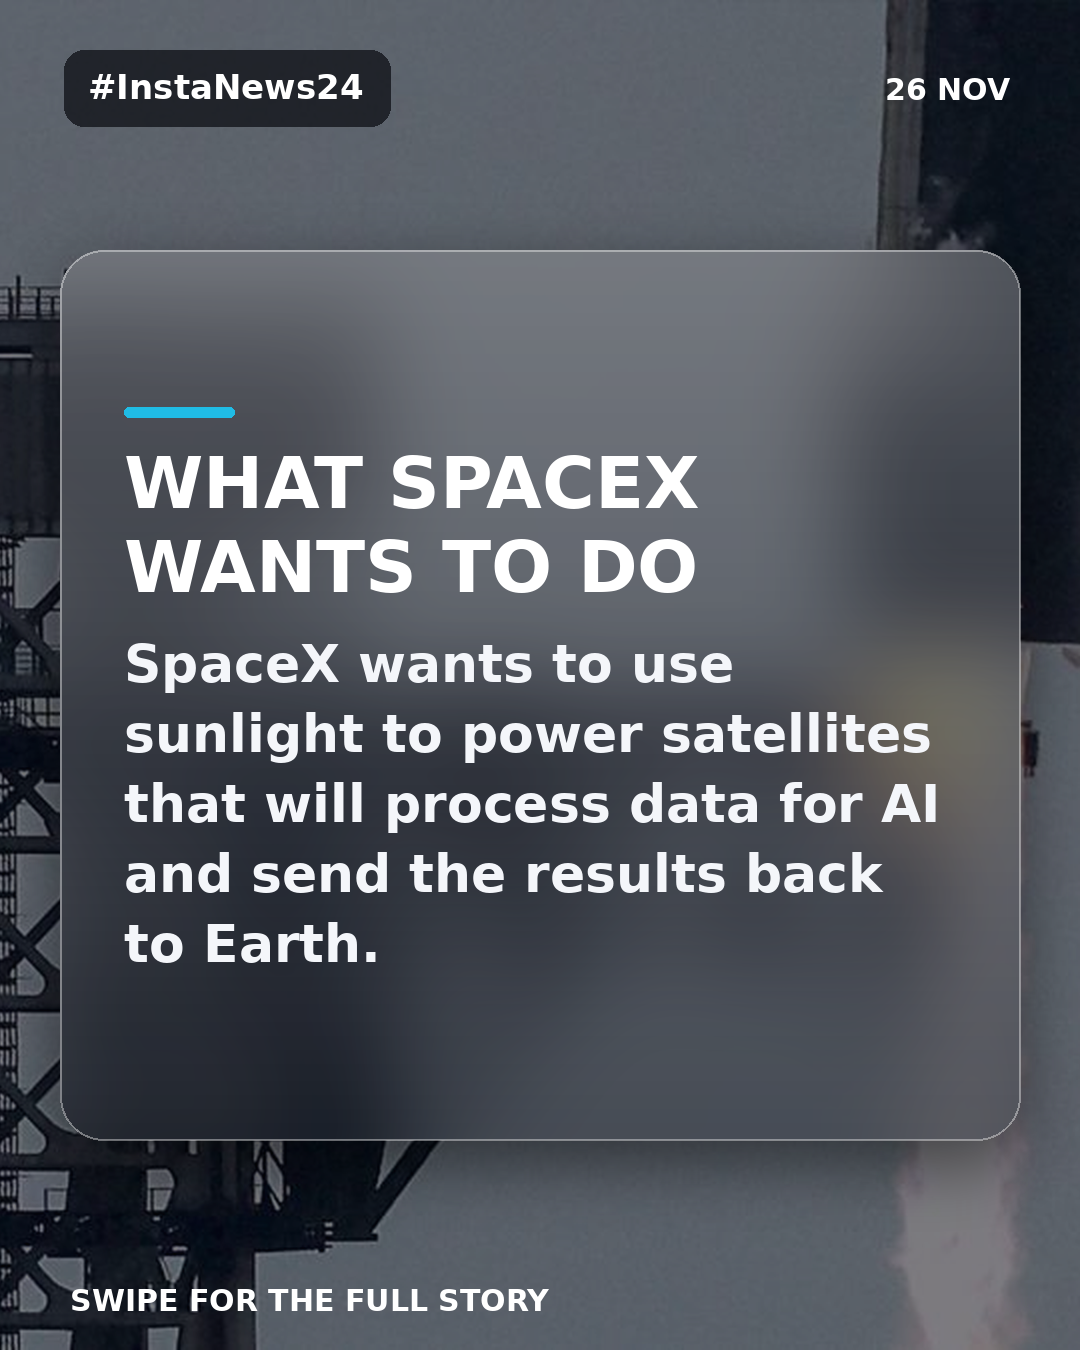 #InstaNews24
26 NOV
WHAT SPACEX
WANTS TO DO
SpaceX wants to use
sunlight to power satellites
that will process data for AI
and send the results back
to Earth.
SWIPE FOR THE FULL STORY